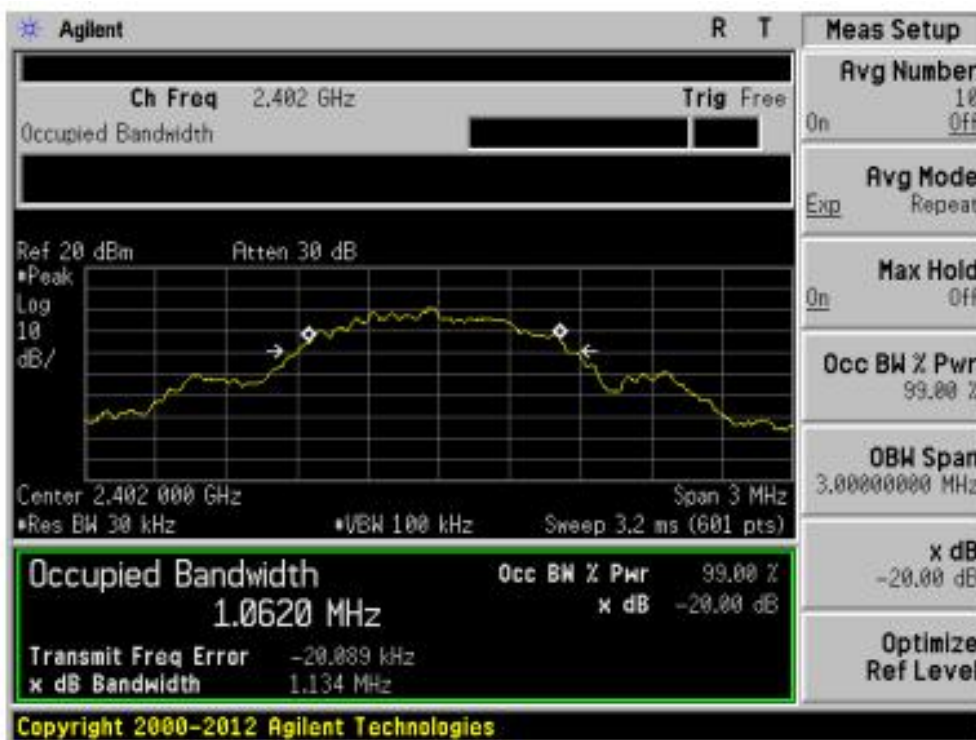 Agilent R T
Ch Freq 2.402 GHz Trig Free
Occupied Bandwidth
Ref 20 dBm Atten 30 dB
#Peak
Log
10
dB/
Center 2.402 000 GHz Span 3 MHz
#Res BW 30 kHz #VBW 100 kHz Sweep 3.2 ms (601 pts)
Occupied Bandwidth Occ BW % Pwr 99.00 %
1.0620 MHz x dB -20.00 dB
Transmit Freq Error -20.089 kHz
x dB Bandwidth 1.134 MHz
Copyright 2000-2012 Agilent Technologies
Meas Setup
Avg Number
10
On Off
Avg Mode
Exp Repeat
Max Hold
On Off
Occ BW % Pwr
99.00 %
OBW Span
3.00000000 MHz
x dB
-20.00 dB
Optimize
Ref Level